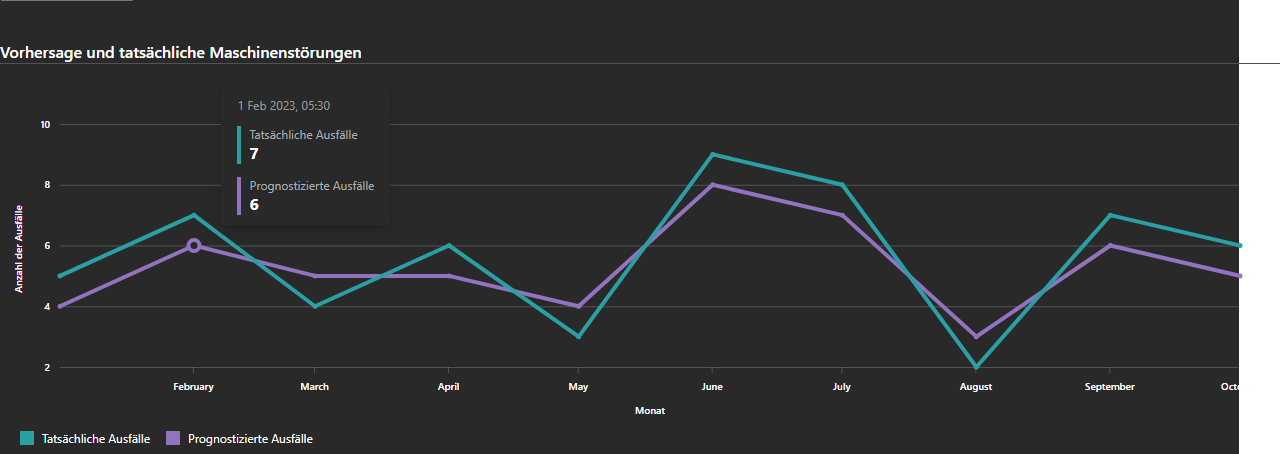 Vorhersage und tatsächliche Maschinenstörungen
1 Feb 2023, 05:30
Tatsächliche Ausfälle
7
Prognostizierte Ausfälle
6
Anzahl der Ausfälle
10
8
6
4
2
February March April May June July August September Octo
Monat
Tatsächliche Ausfälle Prognostizierte Ausfälle